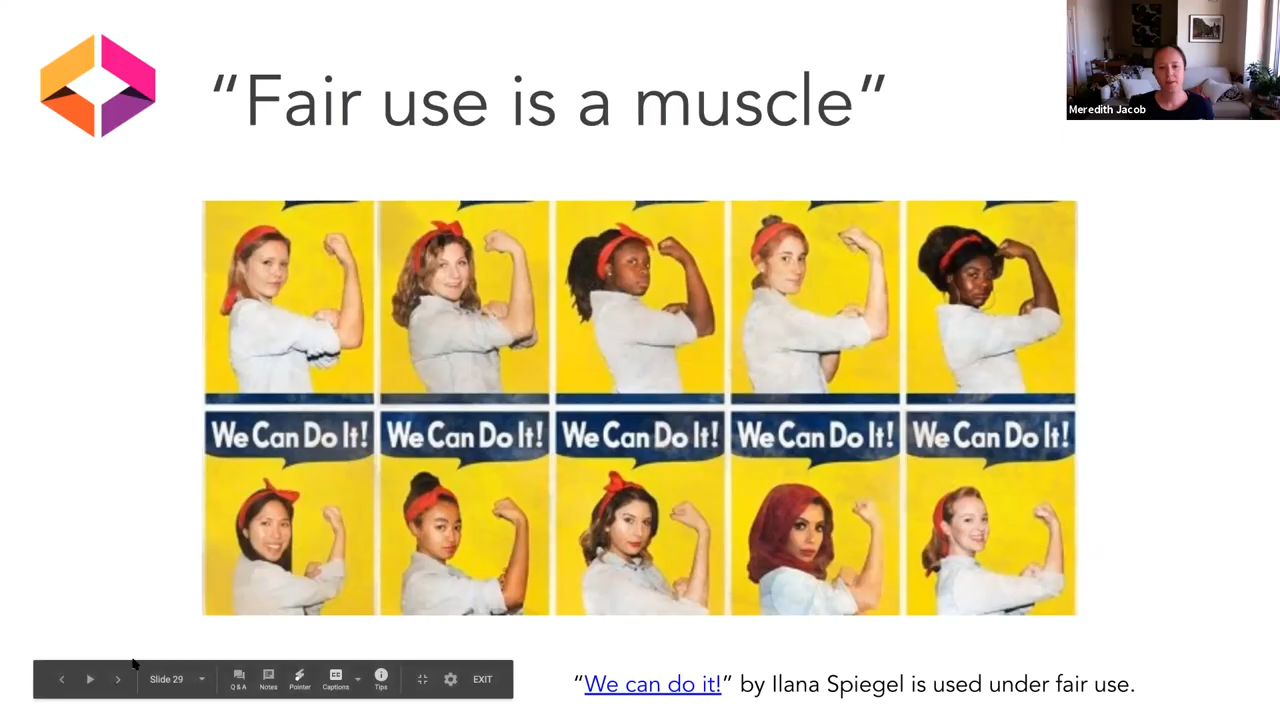 “Fair use is a muscle”
Meredith Jacob
We Can Do It!
We Can Do It!
We Can Do It!
We Can Do It!
We Can Do It!
Slide 29
Q & A
Notes
Pointer
Captions
Tips
EXIT
“We can do it!” by Ilana Spiegel is used under fair use.